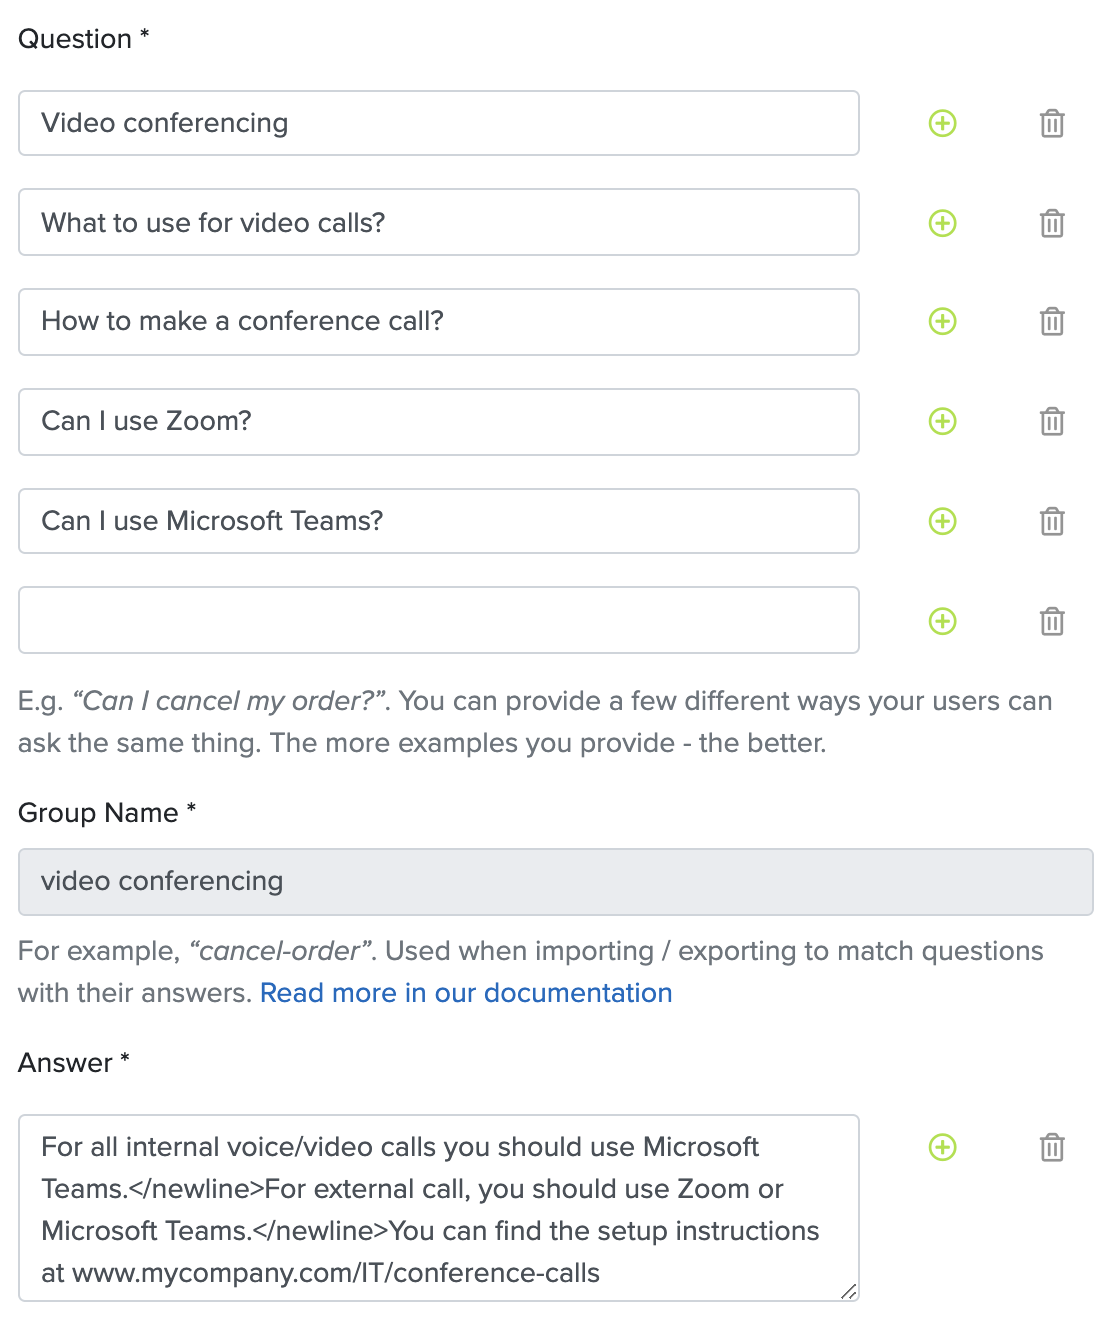 Question *
Video conferencing
What to use for video calls?
How to make a conference call?
Can I use Zoom?
Can I use Microsoft Teams?
E.g. “Can I cancel my order?”. You can provide a few different ways your users can
ask the same thing. The more examples you provide - the better.
Group Name *
video conferencing
For example, “cancel-order”. Used when importing / exporting to match questions
with their answers. Read more in our documentation
Answer *
For all internal voice/video calls you should use Microsoft
Teams.</newline>For external call, you should use Zoom or
Microsoft Teams.</newline>You can find the setup instructions
at www.mycompany.com/IT/conference-calls